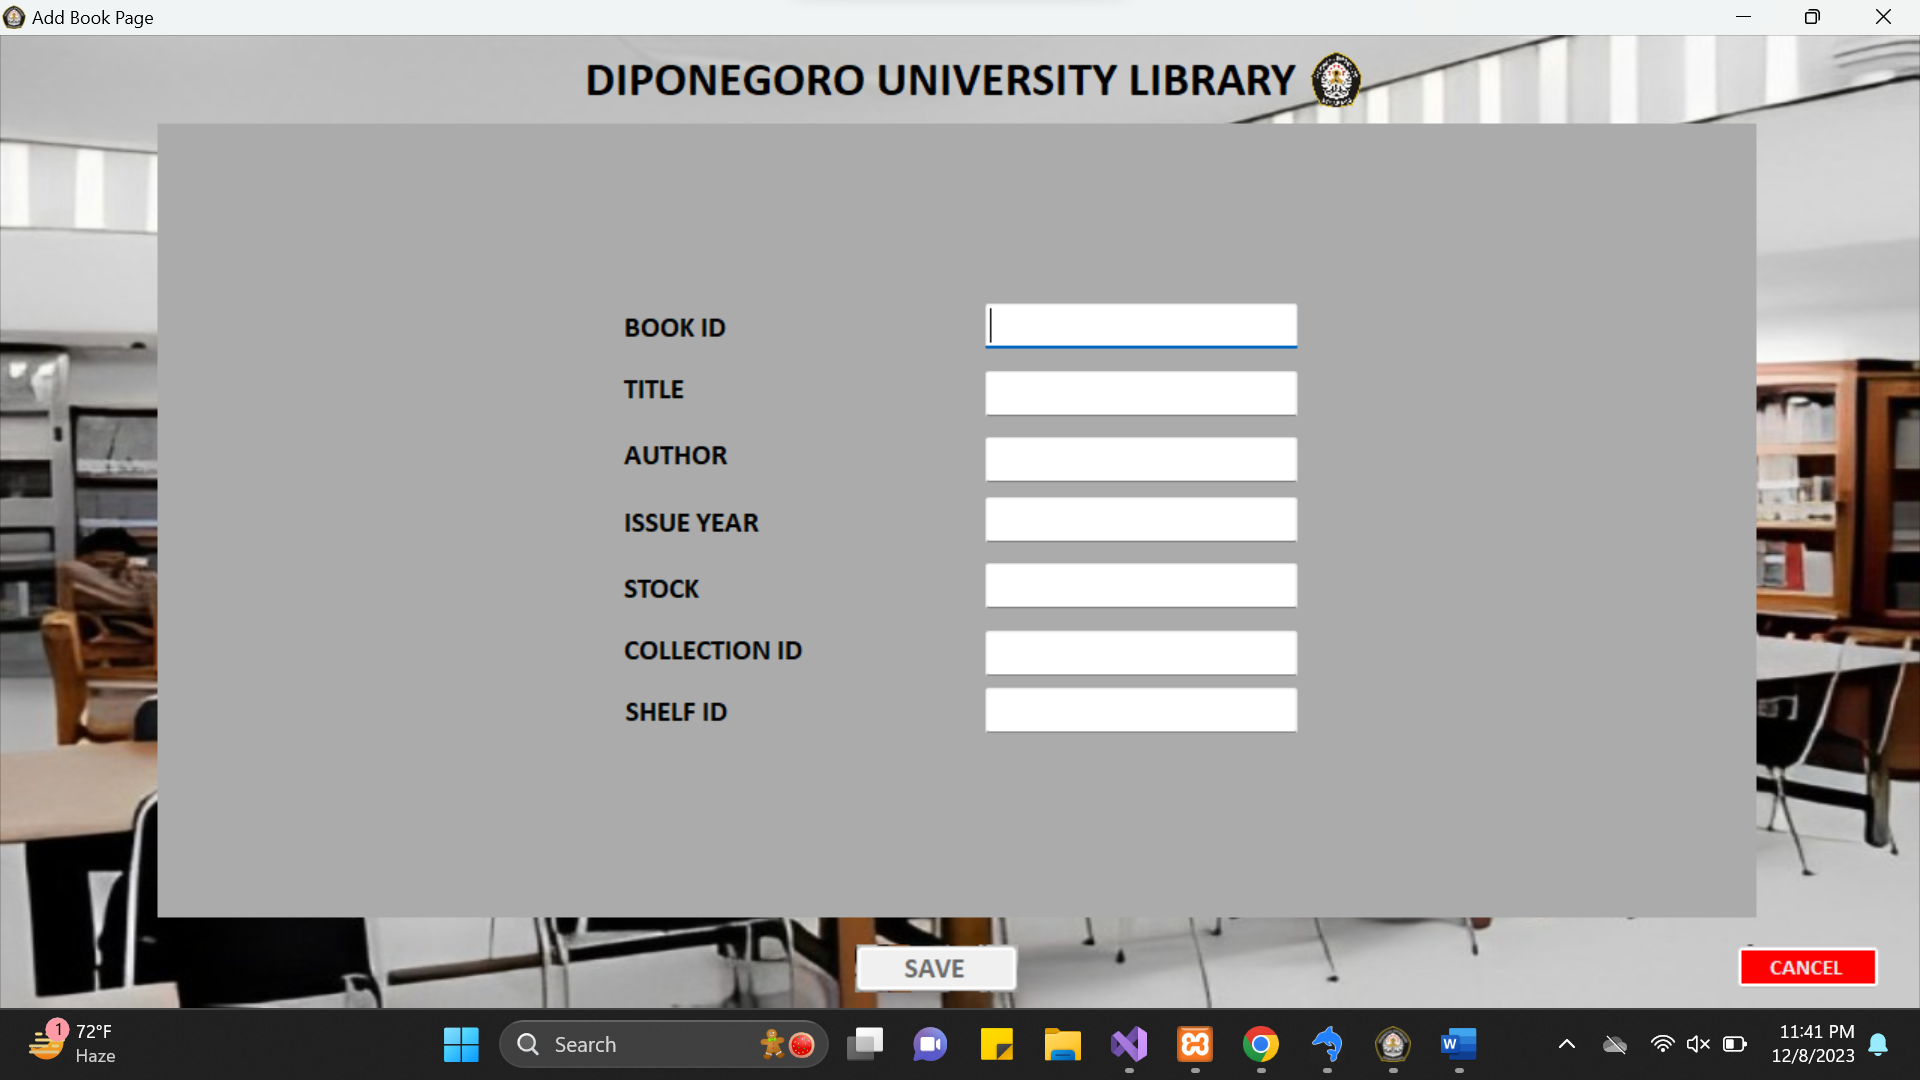 Add Book Page
DIPONEGORO UNIVERSITY LIBRARY
BOOK ID
TITLE
AUTHOR
ISSUE YEAR
STOCK
COLLECTION ID
SHELF ID
SAVE
CANCEL
1
72°F
Haze
Search
W
11:41 PM
12/8/2023